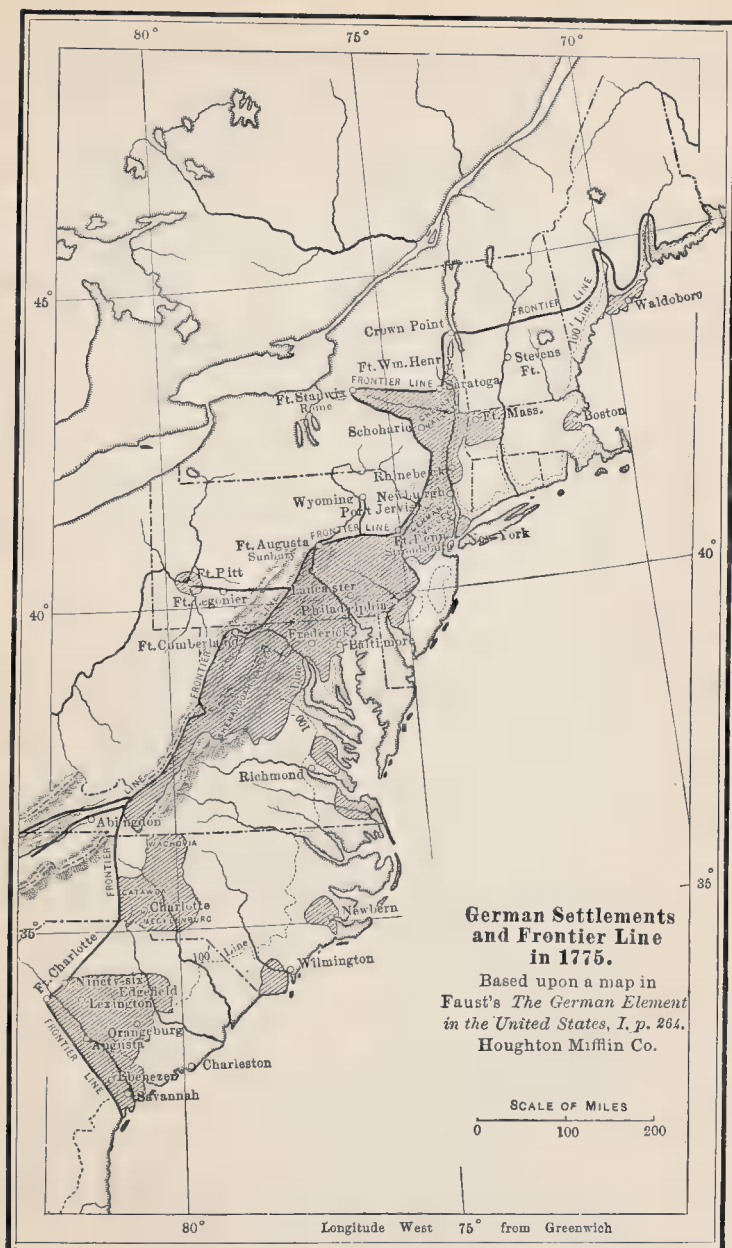 80° 75° 70°
45°
Crown Point
FRONTIER LINE
100 Line
Waldoboro
Ft. Wm. Henry
Stevens
Ft.
FRONTIER LINE
Saratoga
Ft. Stanwix
Rome
Ft. Mass.
Boston
Schoharie
Rhinebeck
Wyoming
Newburgh
Port Jervis
FRONTIER LINE
Ft. Augusta
Sunbury
Ft. Penn
York
40°
Ft. Pitt
Lancaster
Ft. Legonier
Philadelphia
40°
Ft. Cumberland
Frederick
Baltimore
FRONTIER
LINE
100
Richmond
Abingdon
WACHOVIA
FRONTIER
CATAWBA
Charlotte
MECKLENBURG
Newbern
35°
35°
100 Line
Wilmington
Ft. Charlotte
Ninety-six
Edgefield
Lexington
Orangeburg
Augusta
FRONTIER LINE
Charleston
Ebenezer
Savannah
German Settlements
and Frontier Line
in 1775.
Based upon a map in
Faust's The German Element
in the United States, I. p. 264.
Houghton Mifflin Co.
SCALE OF MILES
0 100 200
80° Longitude West 75° from Greenwich